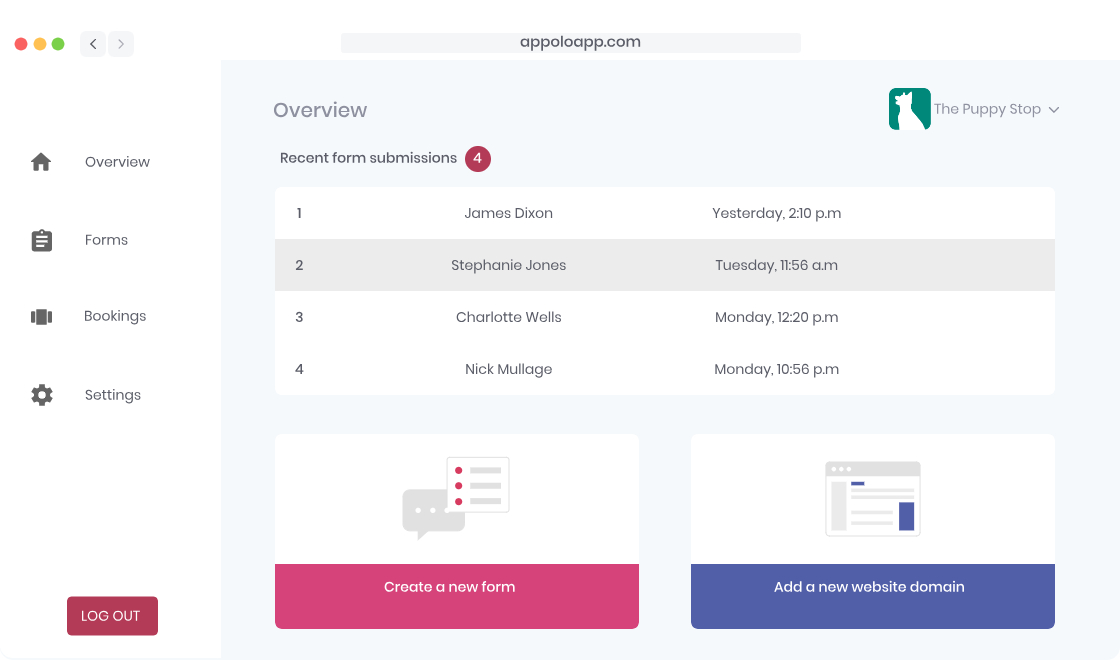 appoloapp.com
Overview
The Puppy Stop
Recent form submissions 4
Overview
Forms
Bookings
Settings
LOG OUT
1 James Dixon Yesterday, 2:10 p.m
2 Stephanie Jones Tuesday, 11:56 a.m
3 Charlotte Wells Monday, 12:20 p.m
4 Nick Mullage Monday, 10:56 p.m
Create a new form
Add a new website domain